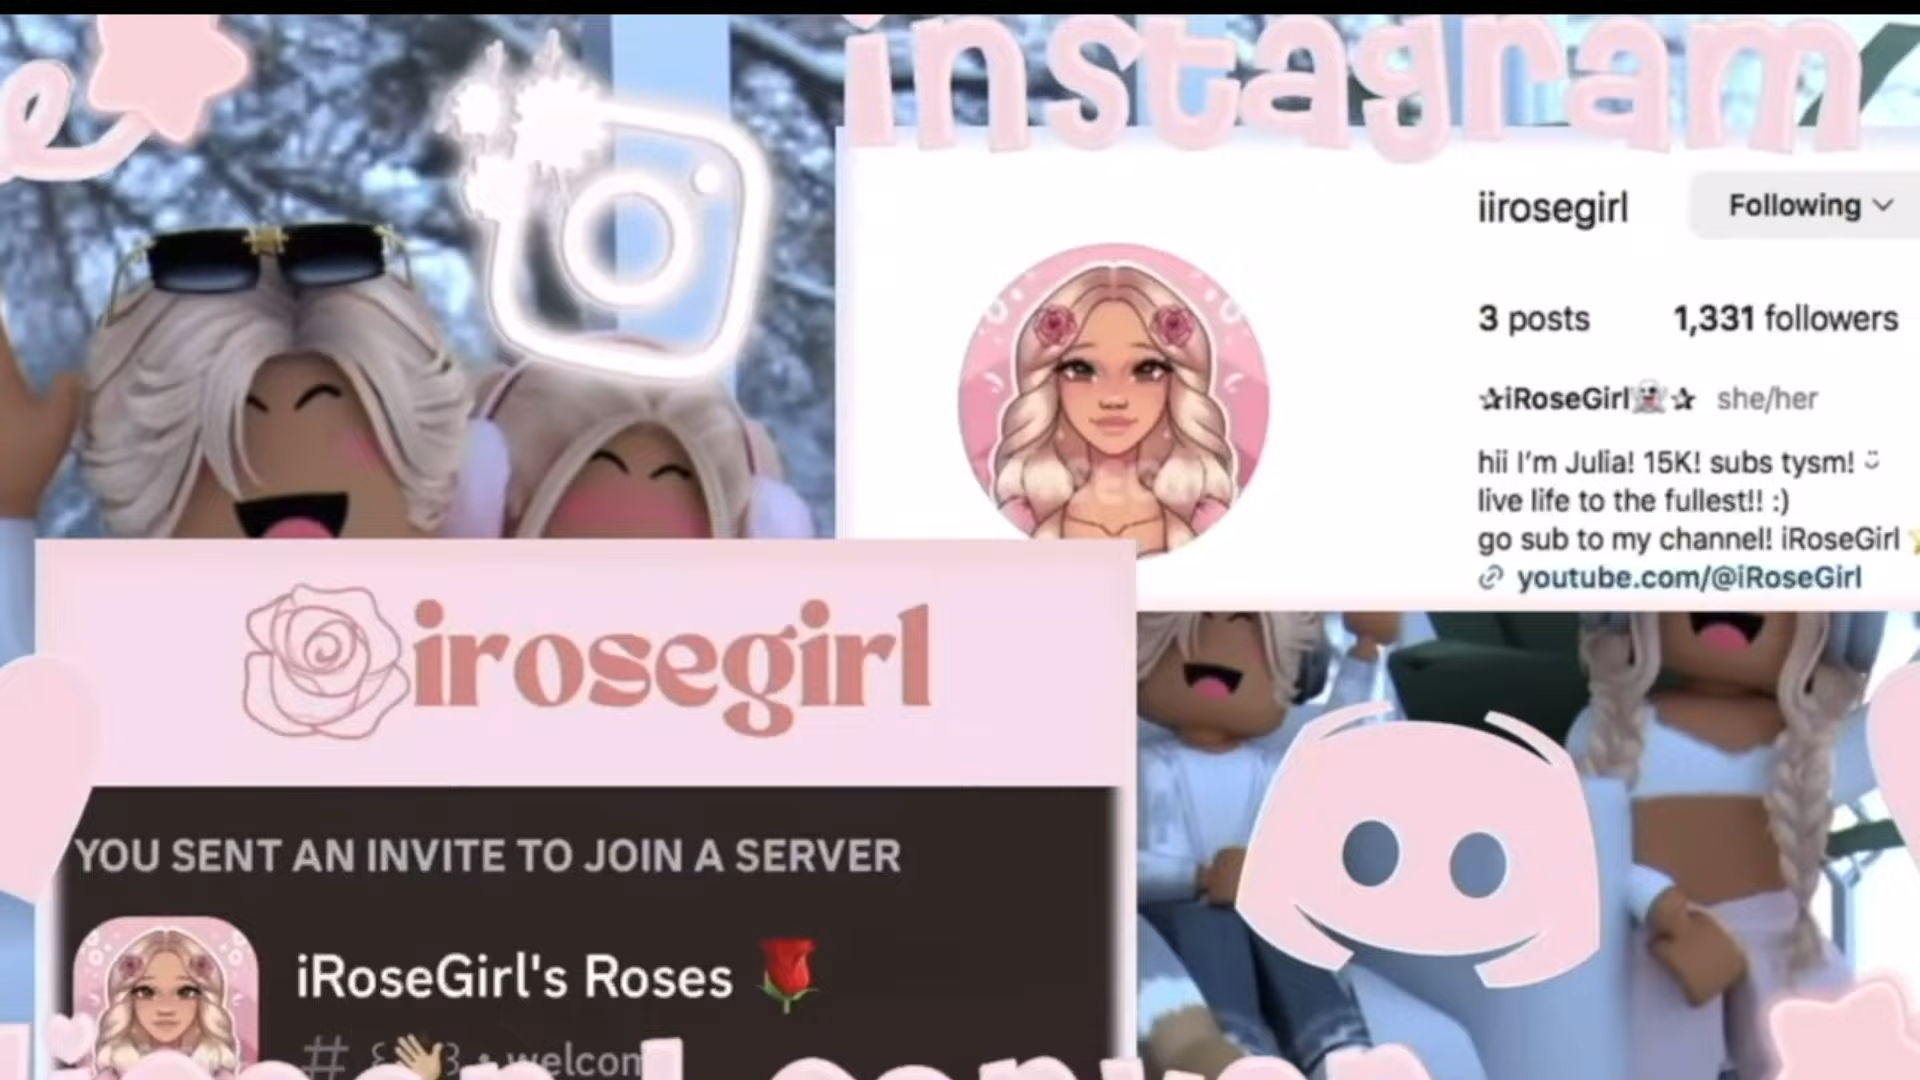 instagram
iirosegirl Following
3 posts 1,331 followers
✰iRoseGirl👻✰ she/her
hii I'm Julia! 15K! subs tysm! ت̈
live life to the fullest!! :)
go sub to my channel! iRoseGirl
youtube.com/@iRoseGirl
irosegirl
YOU SENT AN INVITE TO JOIN A SERVER
iRoseGirl's Roses 🌹